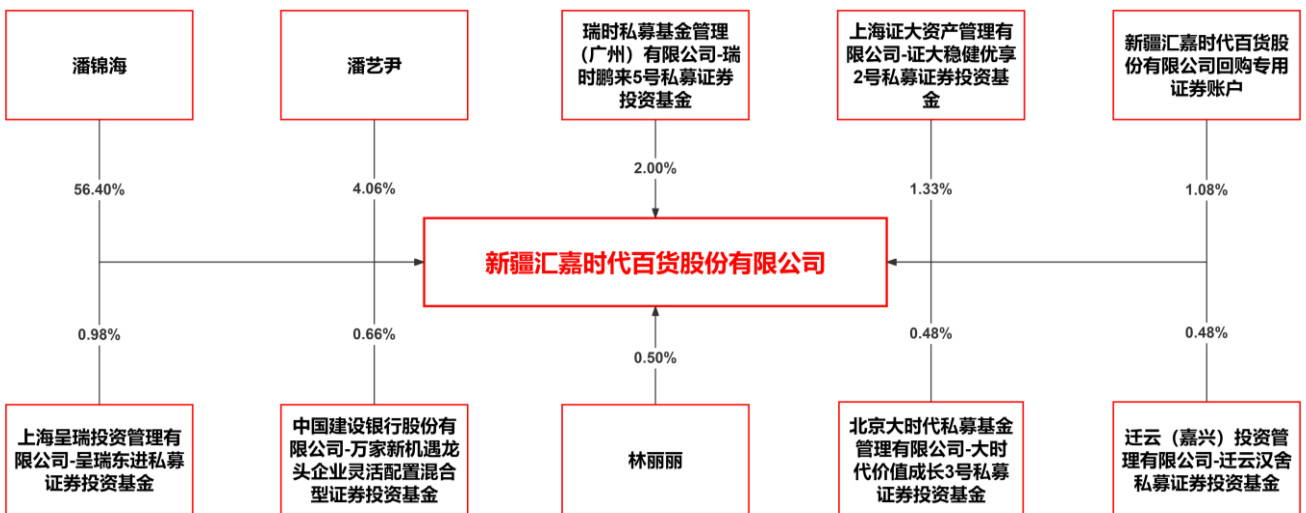 潘锦海
潘艺尹
瑞时私募基金管理
（广州）有限公司-瑞
时鹏来5号私募证券
投资基金
上海证大资产管理有
限公司-证大稳健优享
2号私募证券投资基
金
新疆汇嘉时代百货股
份有限公司回购专用
证券账户
56.40%
4.06%
2.00%
1.33%
1.08%
新疆汇嘉时代百货股份有限公司
0.98%
0.66%
0.50%
0.48%
0.48%
上海呈瑞投资管理有
限公司-呈瑞东进私募
证券投资基金
中国建设银行股份有
限公司-万家新机遇龙
头企业灵活配置混合
型证券投资基金
林丽丽
北京大时代私募基金
管理有限公司-大时
代价值成长3号私募
证券投资基金
迁云（嘉兴）投资管
理有限公司-迁云汉舍
私募证券投资基金